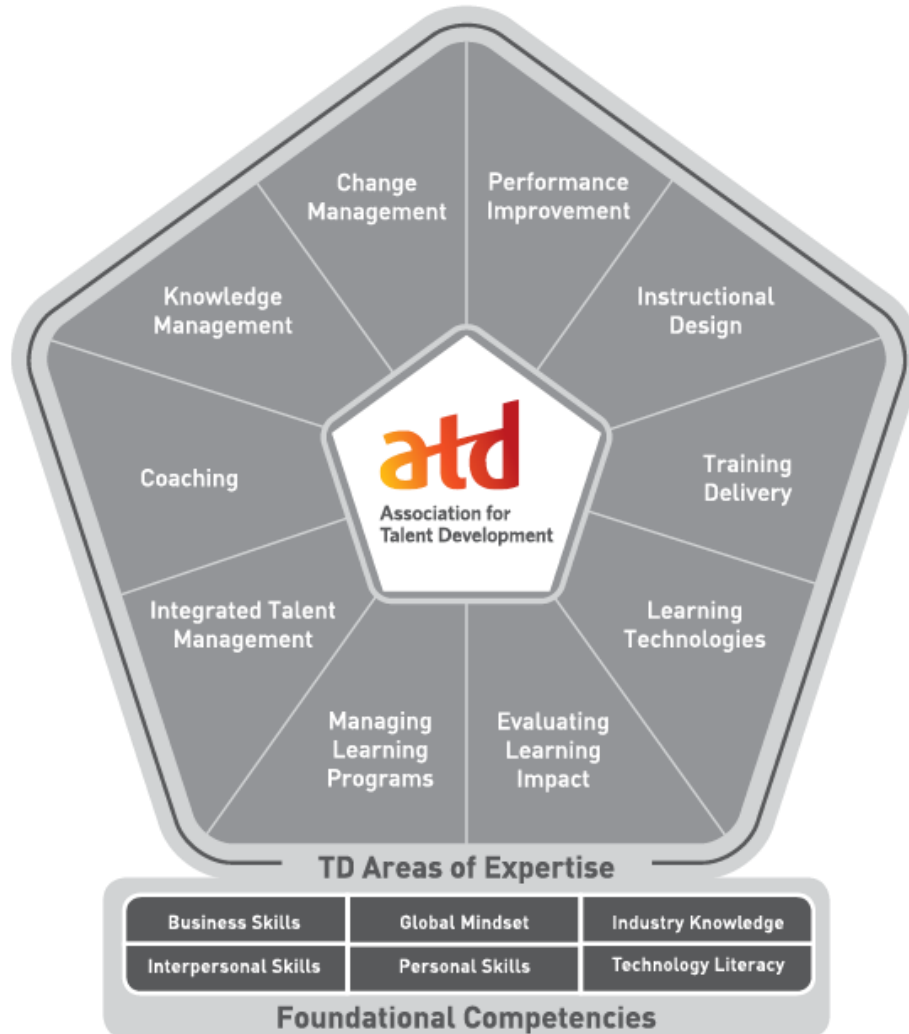 Change
Management
Performance
Improvement
Knowledge
Management
Instructional
Design
Coaching
atd
Association for
Talent Development
Training
Delivery
Integrated Talent
Management
Learning
Technologies
Managing
Learning
Programs
Evaluating
Learning
Impact
TD Areas of Expertise
Business Skills
Global Mindset
Industry Knowledge
Interpersonal Skills
Personal Skills
Technology Literacy
Foundational Competencies